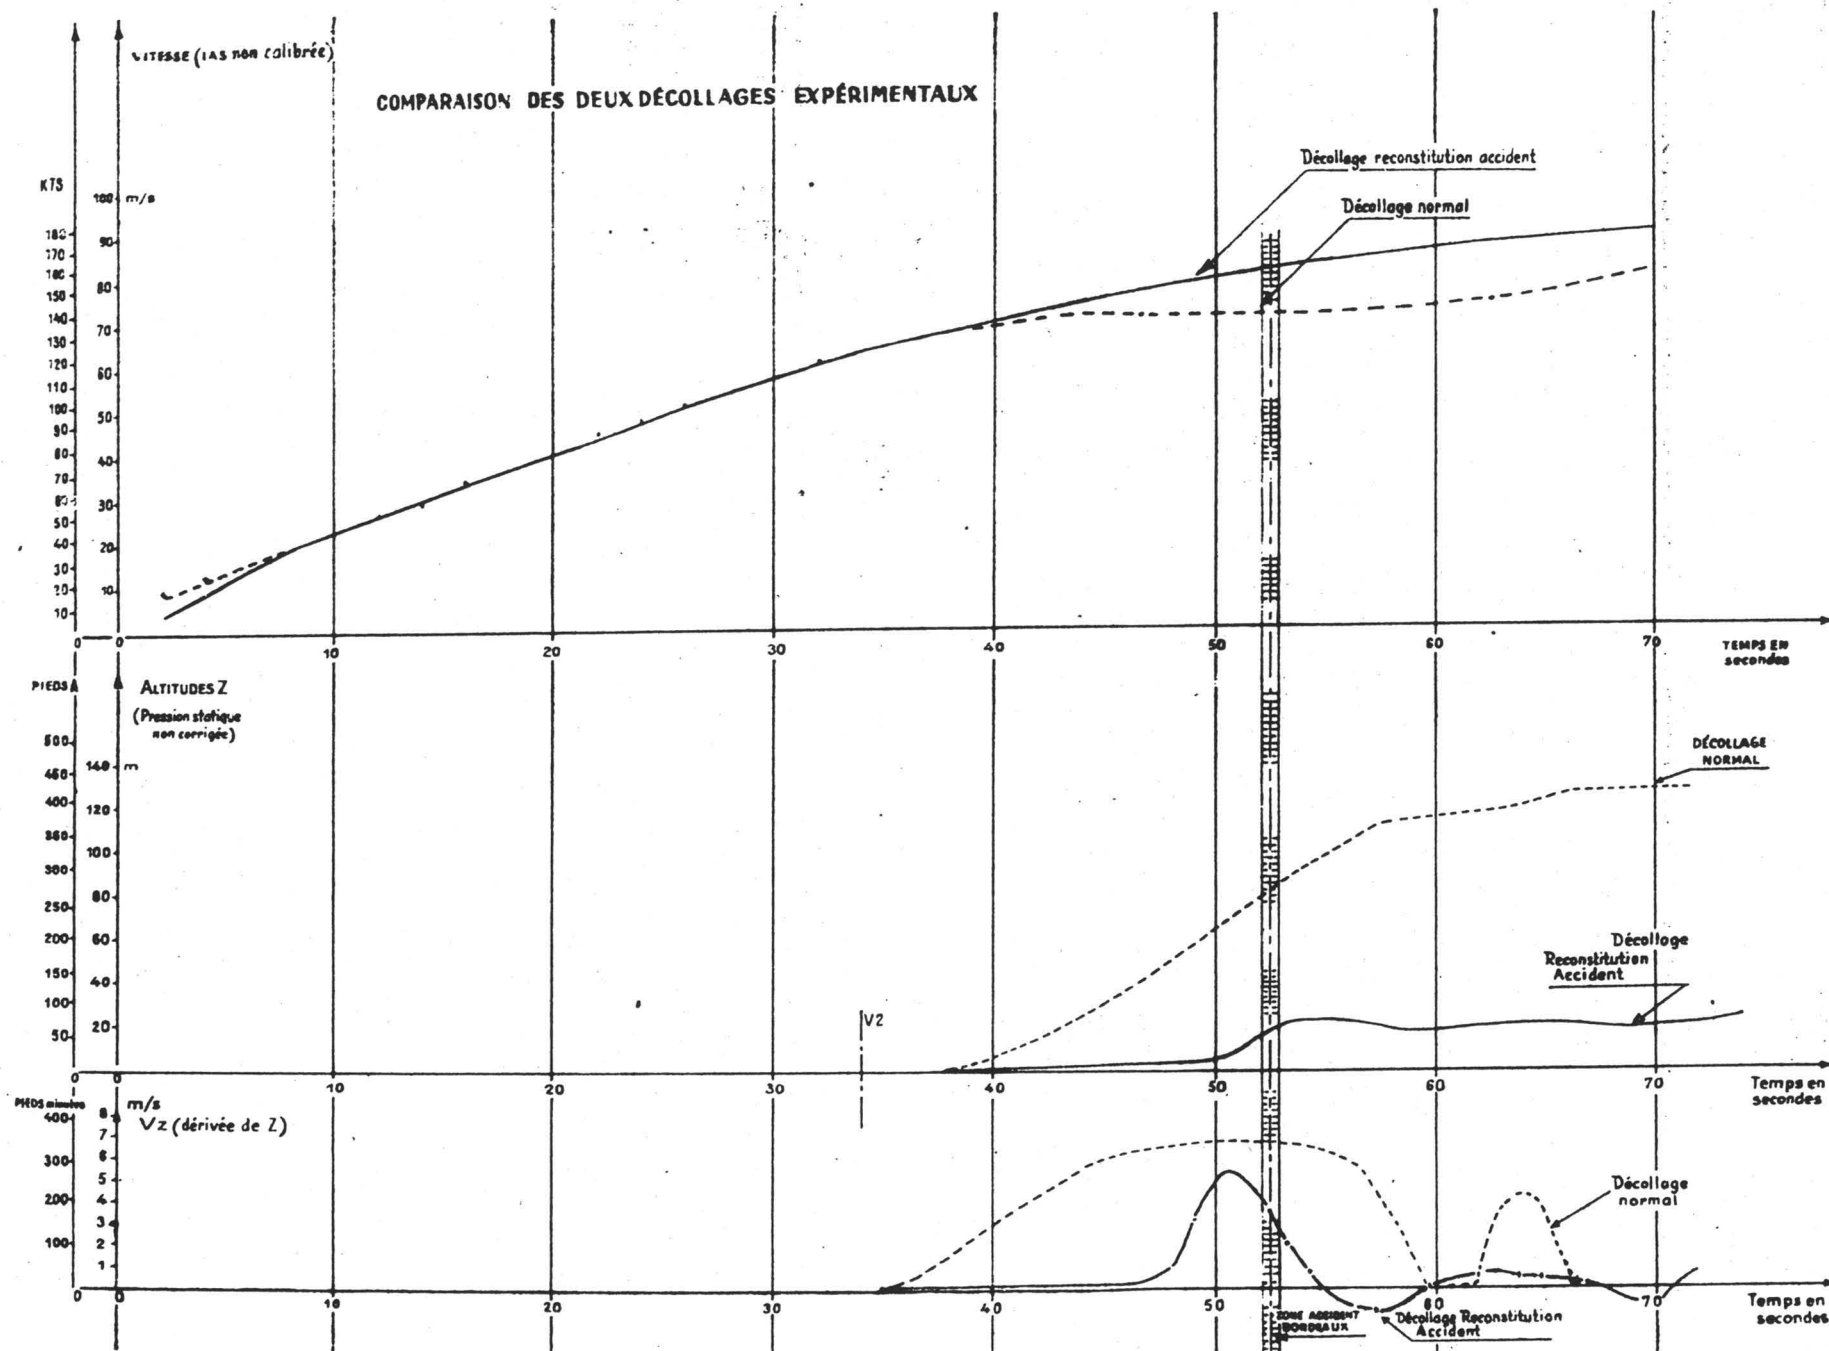 VITESSE (IAS non calibrée)
COMPARAISON DES DEUX DÉCOLLAGES EXPÉRIMENTAUX
Décollage reconstitution accident
Décollage normal
KTS
100 m/s
180
170
160
150
140
130
120
110
100
90
80
70
60
50
40
30
20
10
0
90
80
70
60
50
40
30
20
10
0
10
20
30
40
50
60
70
TEMPS EN
secondes
PIEDS
ALTITUDES Z
(Pression statique
non corrigée)
500
450
400
350
300
250
200
150
100
50
0
140 m
120
100
80
60
40
20
0
DÉCOLLAGE
NORMAL
Décollage
Reconstitution
Accident
V2
10
20
30
40
50
60
70
Temps en
secondes
PIEDS minutes
m/s
Vz (dérivée de Z)
400
300
200
100
0
8
7
6
5
4
3
2
1
0
Décollage
normal
10
20
30
40
50
60
70
Temps en
secondes
ZONE ACCIDENT
BORDEAUX
Décollage Reconstitution
Accident